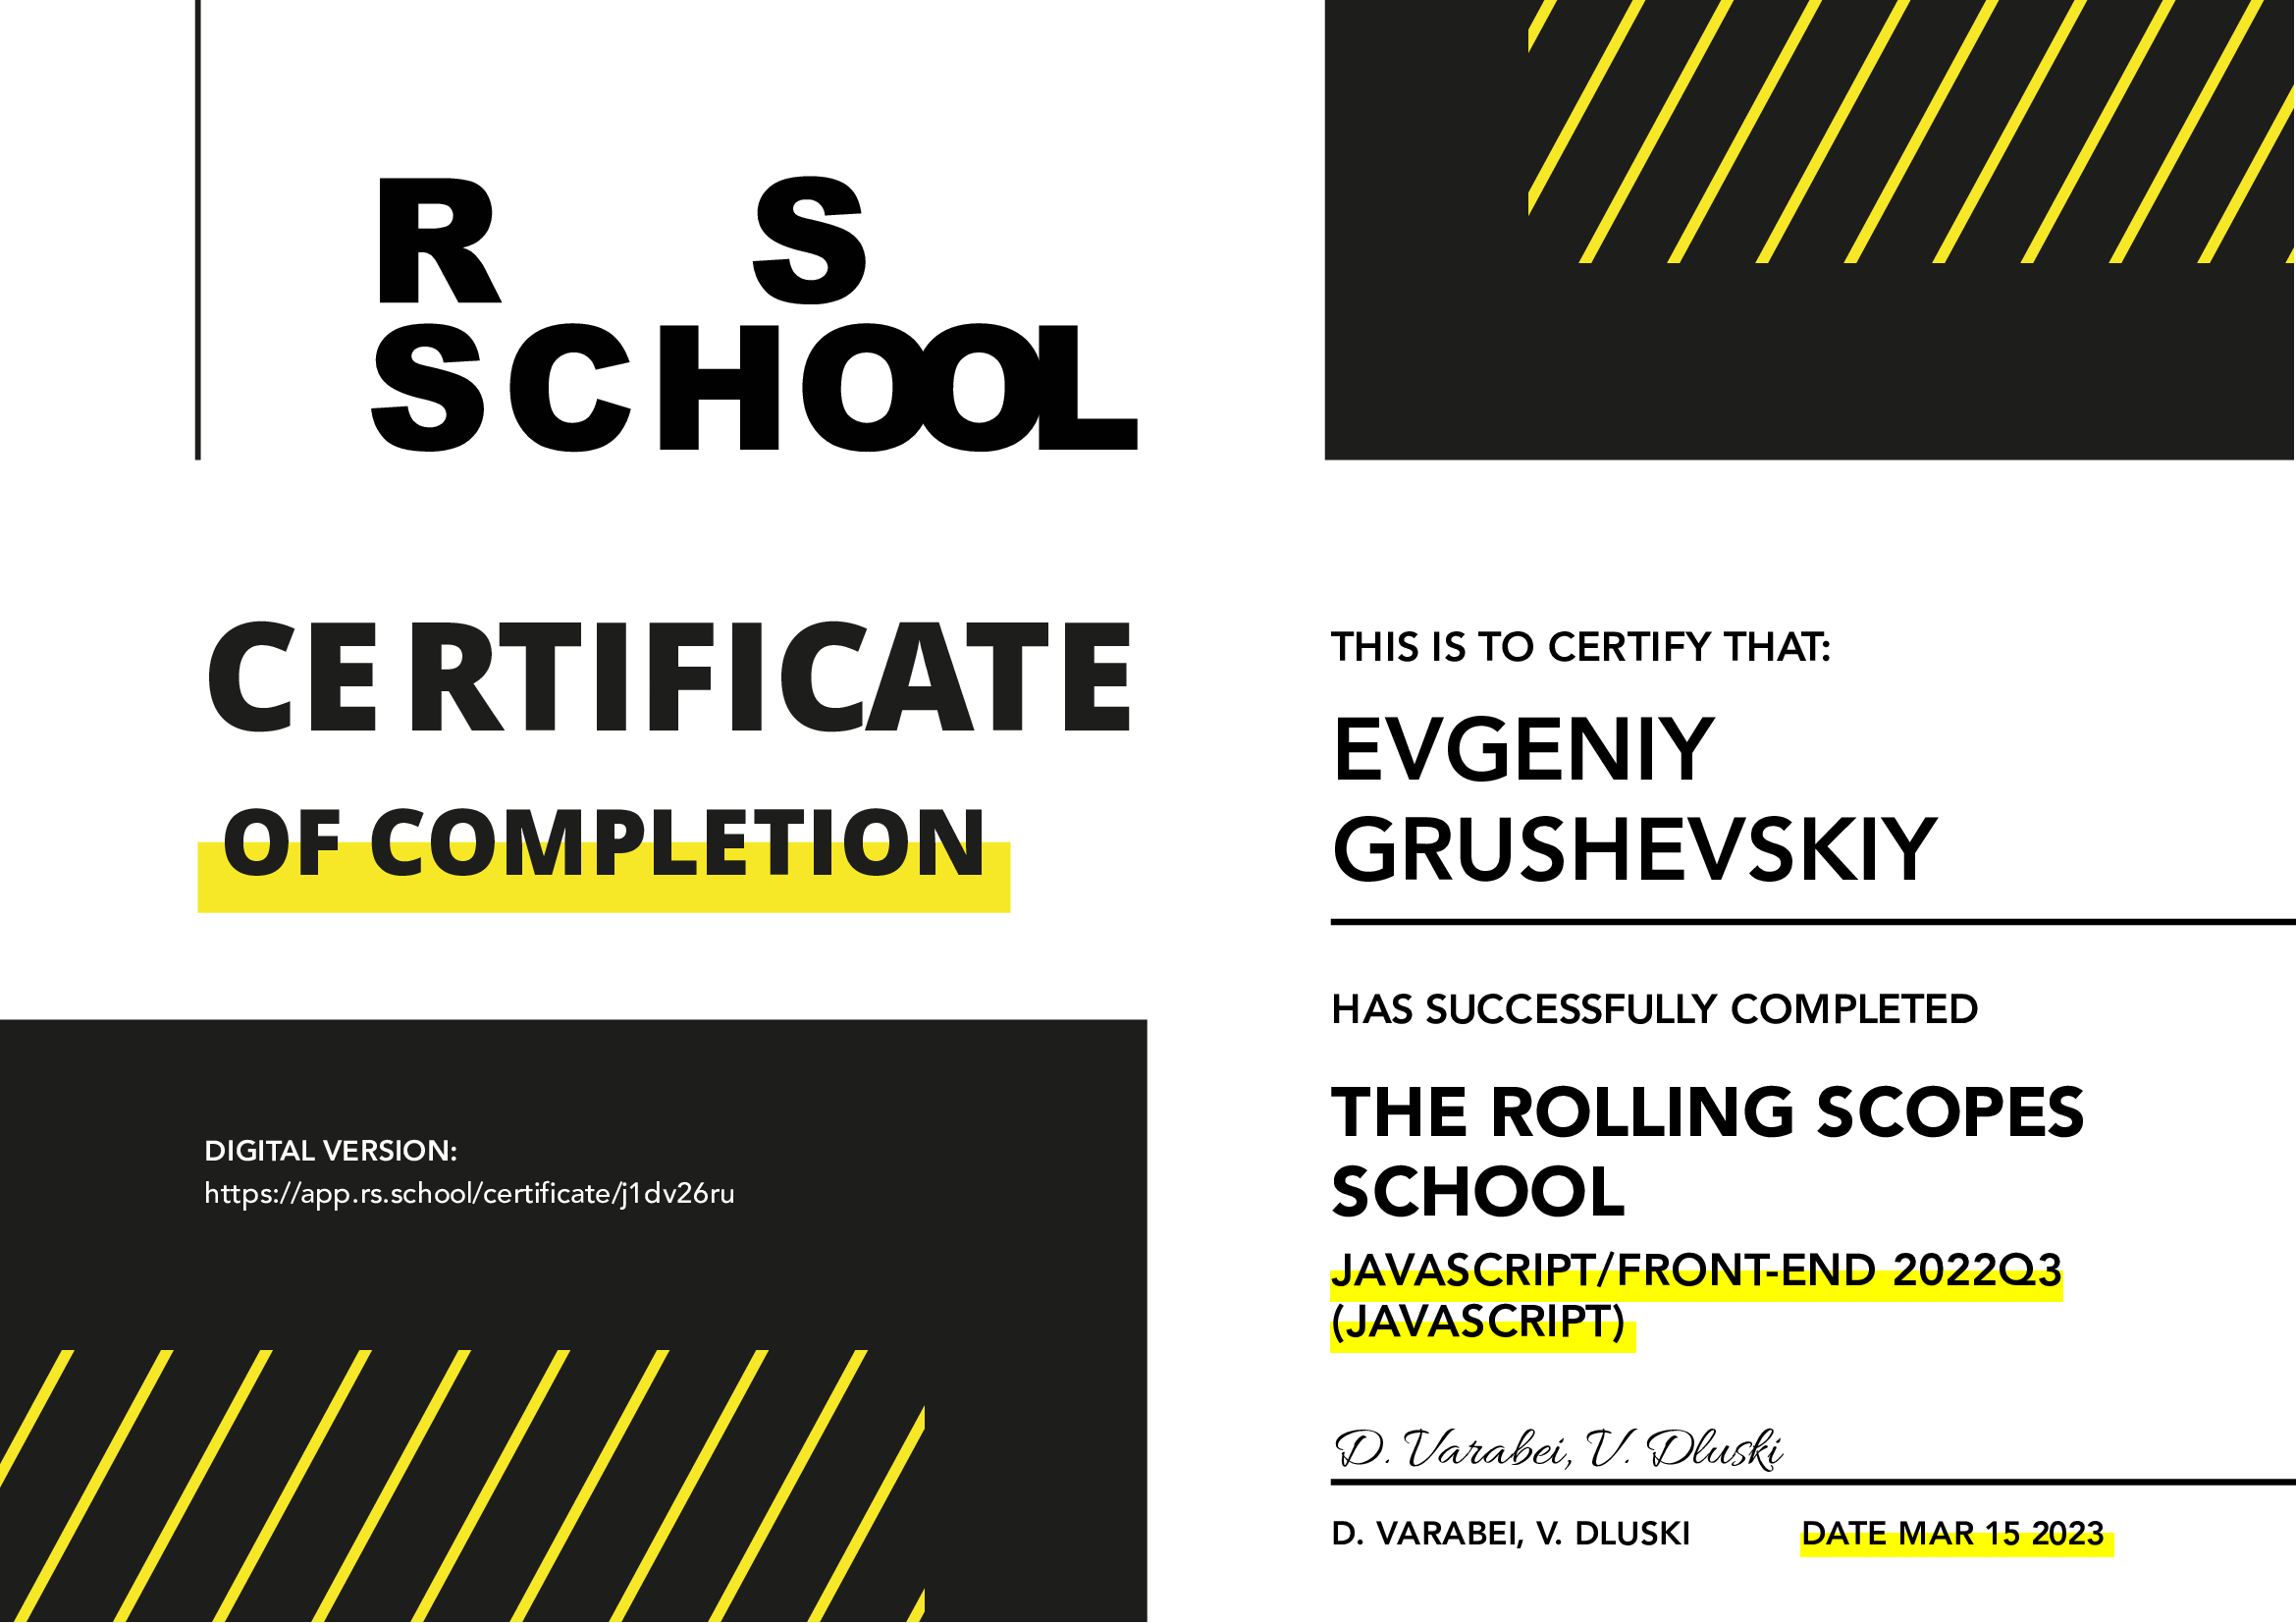 R S
SCHOOL
CERTIFICATE
OF COMPLETION
DIGITAL VERSION:
https://app.rs.school/certificate/j1dv26ru
THIS IS TO CERTIFY THAT:
EVGENIY
GRUSHEVSKIY
HAS SUCCESSFULLY COMPLETED
THE ROLLING SCOPES
SCHOOL
JAVASCRIPT/FRONT-END 2022Q3
(JAVASCRIPT)
D. Varabei, V. Dluski
D. VARABEI, V. DLUSKI
DATE MAR 15 2023